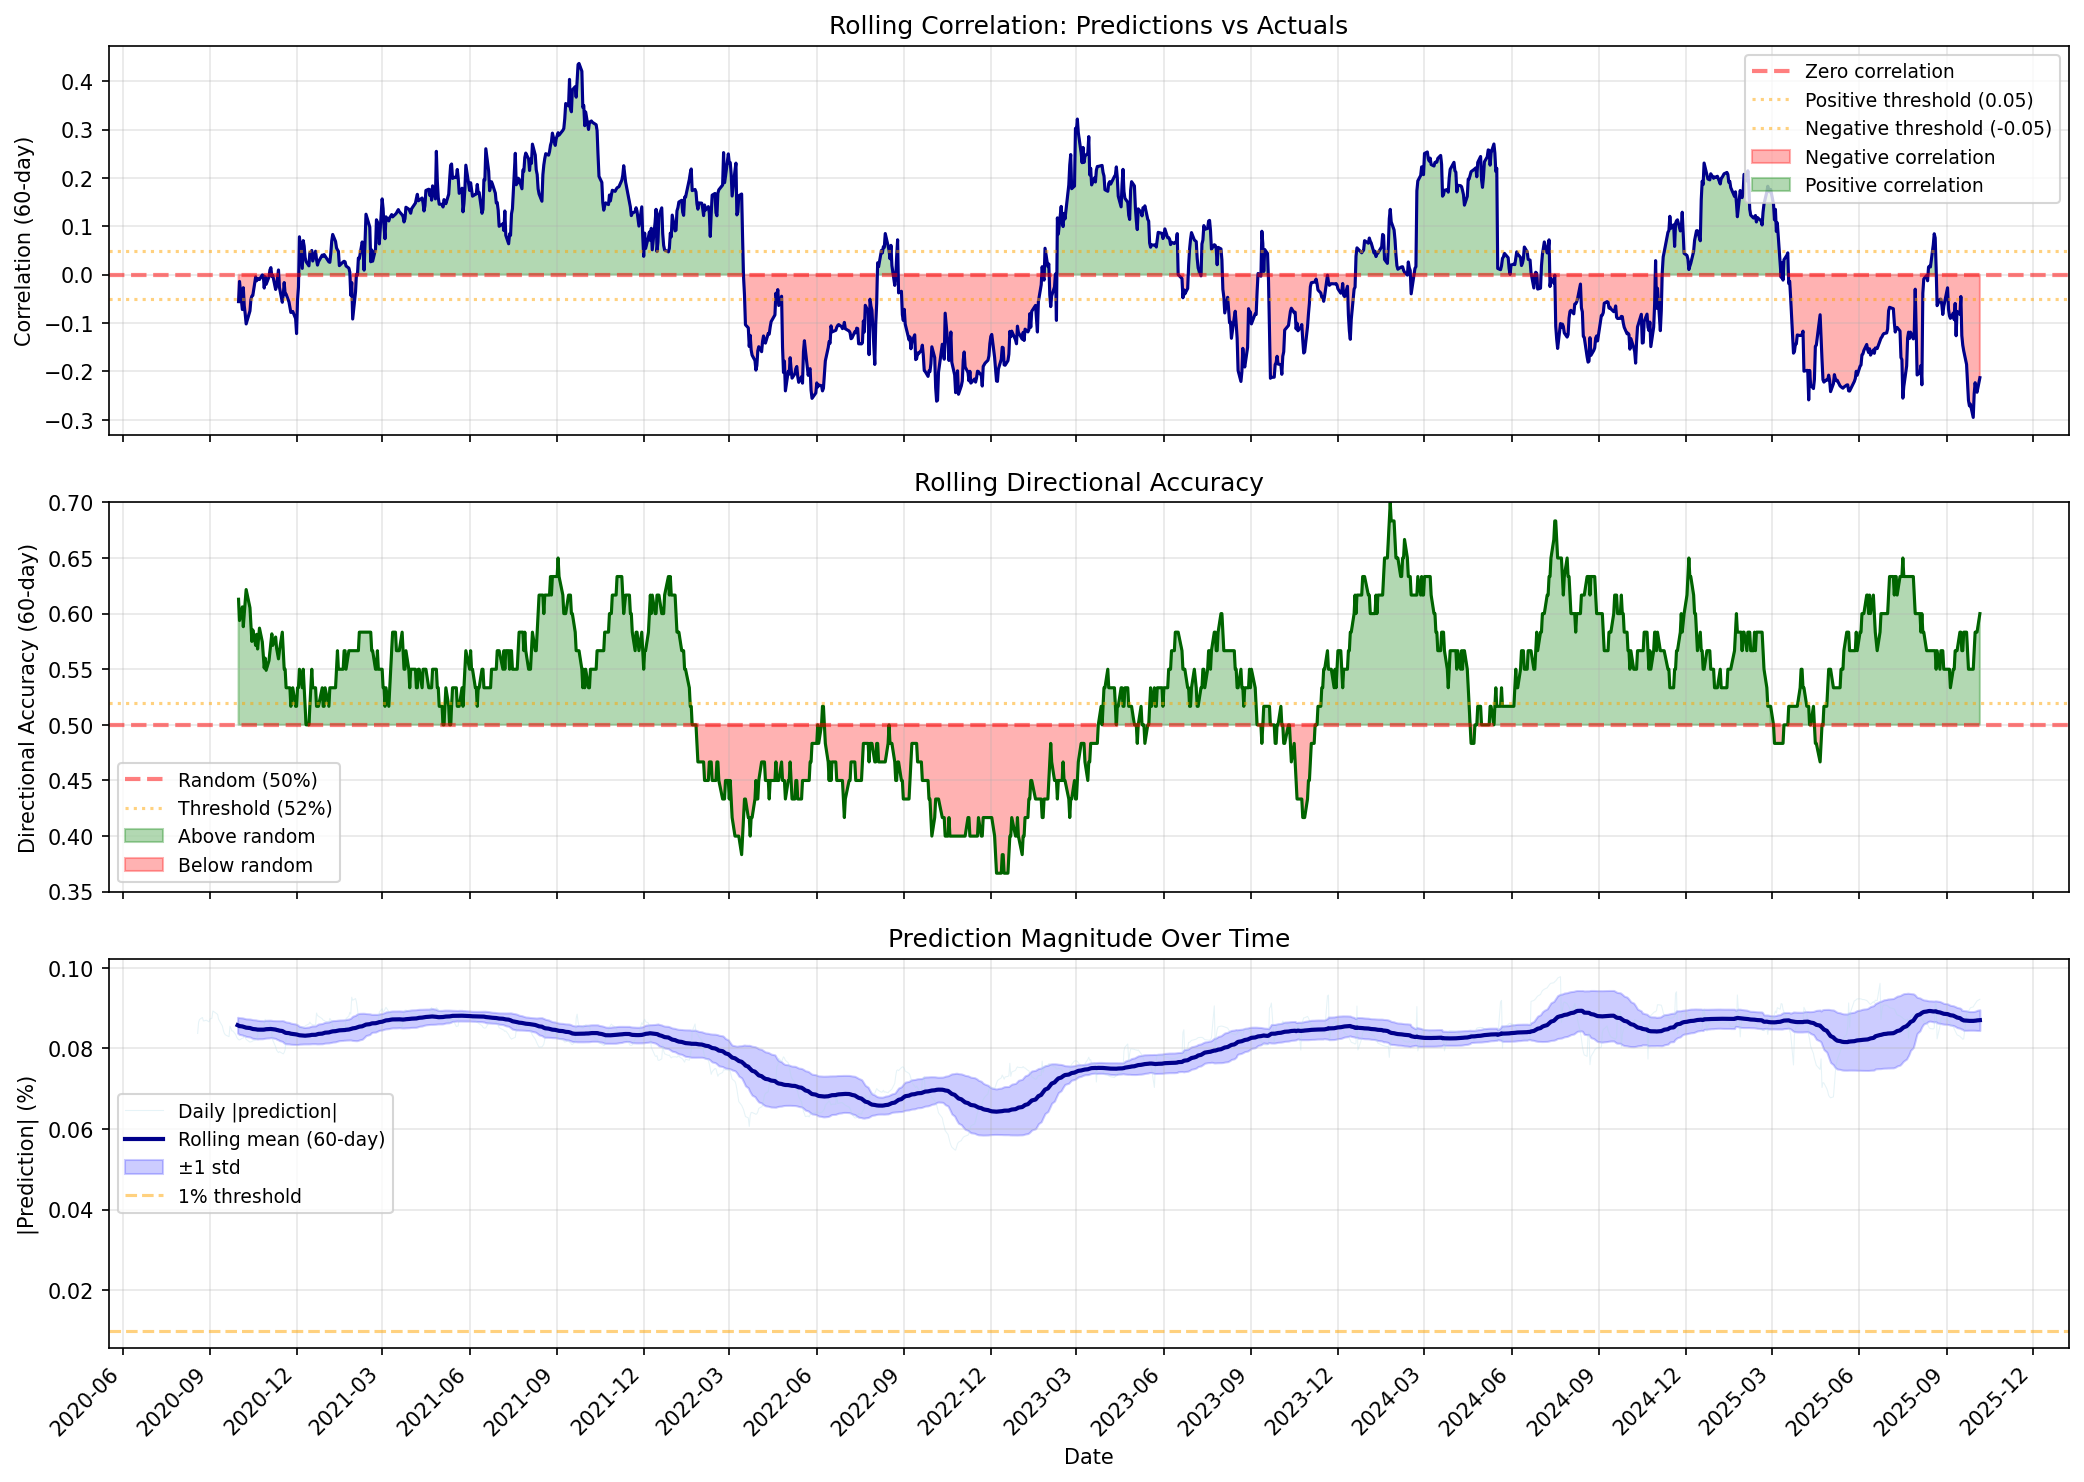 Rolling Correlation: Predictions vs Actuals
Correlation (60-day)
0.4
0.3
0.2
0.1
0.0
−0.1
−0.2
−0.3
Zero correlation
Positive threshold (0.05)
Negative threshold (-0.05)
Negative correlation
Positive correlation
Rolling Directional Accuracy
Directional Accuracy (60-day)
0.70
0.65
0.60
0.55
0.50
0.45
0.40
0.35
Random (50%)
Threshold (52%)
Above random
Below random
Prediction Magnitude Over Time
|Prediction| (%)
0.10
0.08
0.06
0.04
0.02
Daily |prediction|
Rolling mean (60-day)
±1 std
1% threshold
2020-06
2020-09
2020-12
2021-03
2021-06
2021-09
2021-12
2022-03
2022-06
2022-09
2022-12
2023-03
2023-06
2023-09
2023-12
2024-03
2024-06
2024-09
2024-12
2025-03
2025-06
2025-09
2025-12
Date